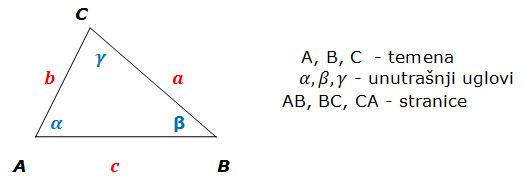 C
γ
b
a
α
β
A
c
B
A, B, C - temena
α,β,γ - unutrašnji uglovi
AB, BC, CA - stranice